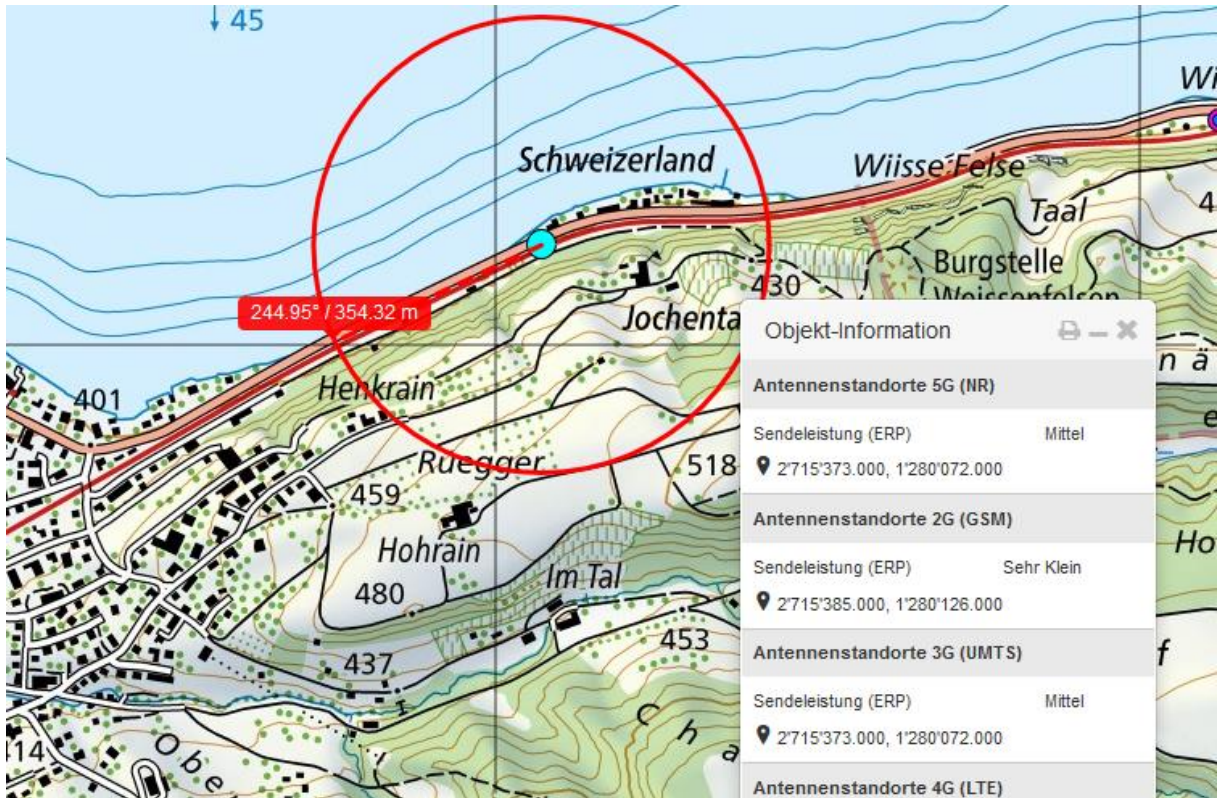 45
Wi
Schweizerland
Wiisse Felse
Taal
4
Burgstelle
Weissenfelsen
430
244.95° / 354.32 m
Jochenta
Objekt-Information
n ä
Henkrain
401
Antennenstandorte 5G (NR)
e
Sendeleistung (ERP) Mittel
2'715'373.000, 1'280'072.000
Ruegger
518
459
Antennenstandorte 2G (GSM)
Ho
Hohrain
Im Tal
480
Sendeleistung (ERP) Sehr Klein
2'715'385.000, 1'280'126.000
453
437
Antennenstandorte 3G (UMTS)
f
Sendeleistung (ERP) Mittel
2'715'373.000, 1'280'072.000
C h a
O b e
414
Antennenstandorte 4G (LTE)